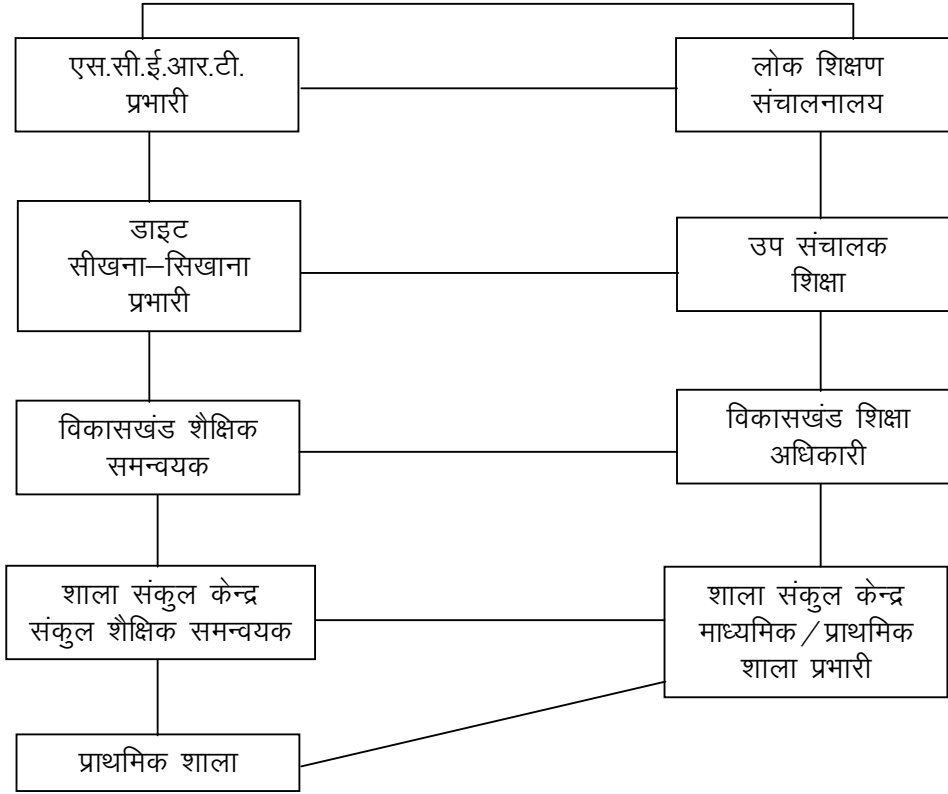 एस.सी.ई.आर.टी.
प्रभारी
लोक शिक्षण
संचालनालय
डाइट
सीखना–सिखाना
प्रभारी
उप संचालक
शिक्षा
विकासखंड शैक्षिक
समन्वयक
विकासखंड शिक्षा
अधिकारी
शाला संकुल केन्द्र
संकुल शैक्षिक समन्वयक
शाला संकुल केन्द्र
माध्यमिक / प्राथमिक
शाला प्रभारी
प्राथमिक शाला